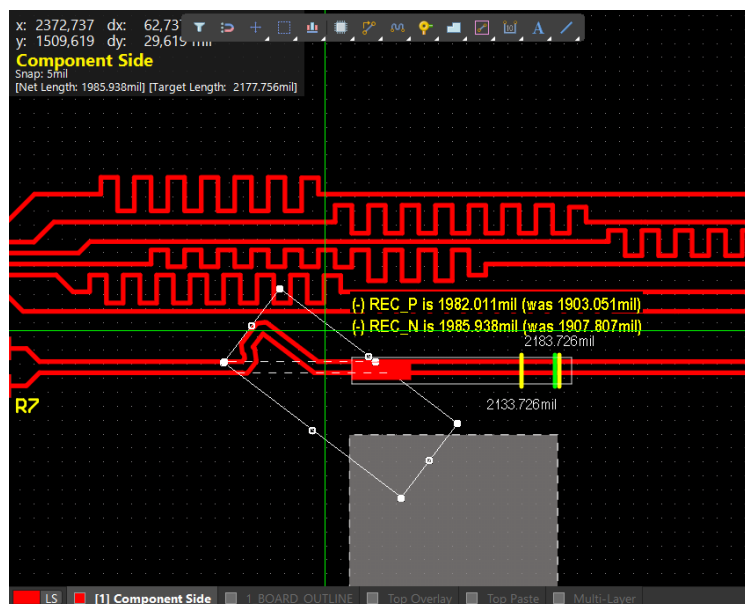 x: 2372,737 dx: 62,737
y: 1509,619 dy: 29,619 mil
Component Side
Snap: 5mil
[Net Length: 1985.938mil] [Target Length: 2177.756mil]
A
(-) REC_P is 1982.011mil (was 1903.051mil)
(-) REC_N is 1985.938mil (was 1907.807mil)
2183.726mil
2133.726mil
R7
LS [1] Component Side 1 BOARD_OUTLINE Top Overlay Top Paste Multi-Layer